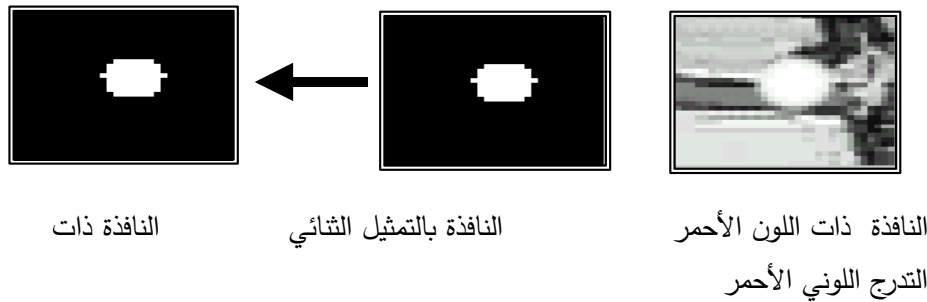 النافذة ذات اللون الأحمر النافذة بالتمثيل الثنائي النافذة ذات
التدرج اللوني الأحمر